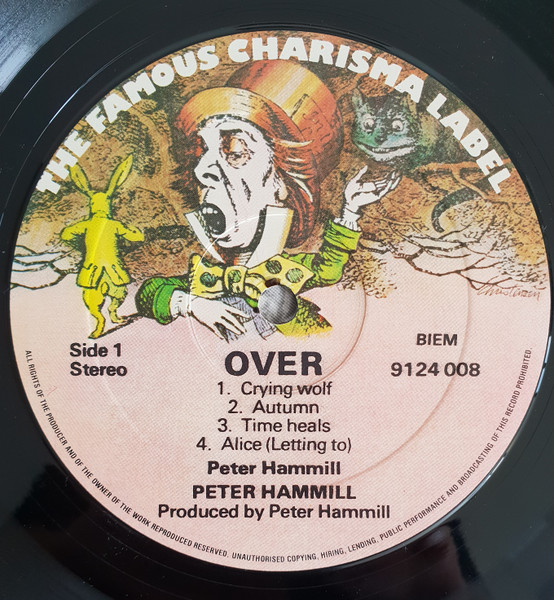 THE FAMOUS CHARISMA LABEL
Side 1
Stereo
OVER
BIEM
9124 008
1. Crying wolf
2. Autumn
3. Time heals
4. Alice (Letting to)
Peter Hammill
PETER HAMMILL
Produced by Peter Hammill
ALL RIGHTS OF THE PRODUCER AND OF THE OWNER OF THE WORK REPRODUCED RESERVED. UNAUTHORISED COPYING, HIRING, LENDING, PUBLIC PERFORMANCE AND BROADCASTING OF THIS RECORD PROHIBITED.